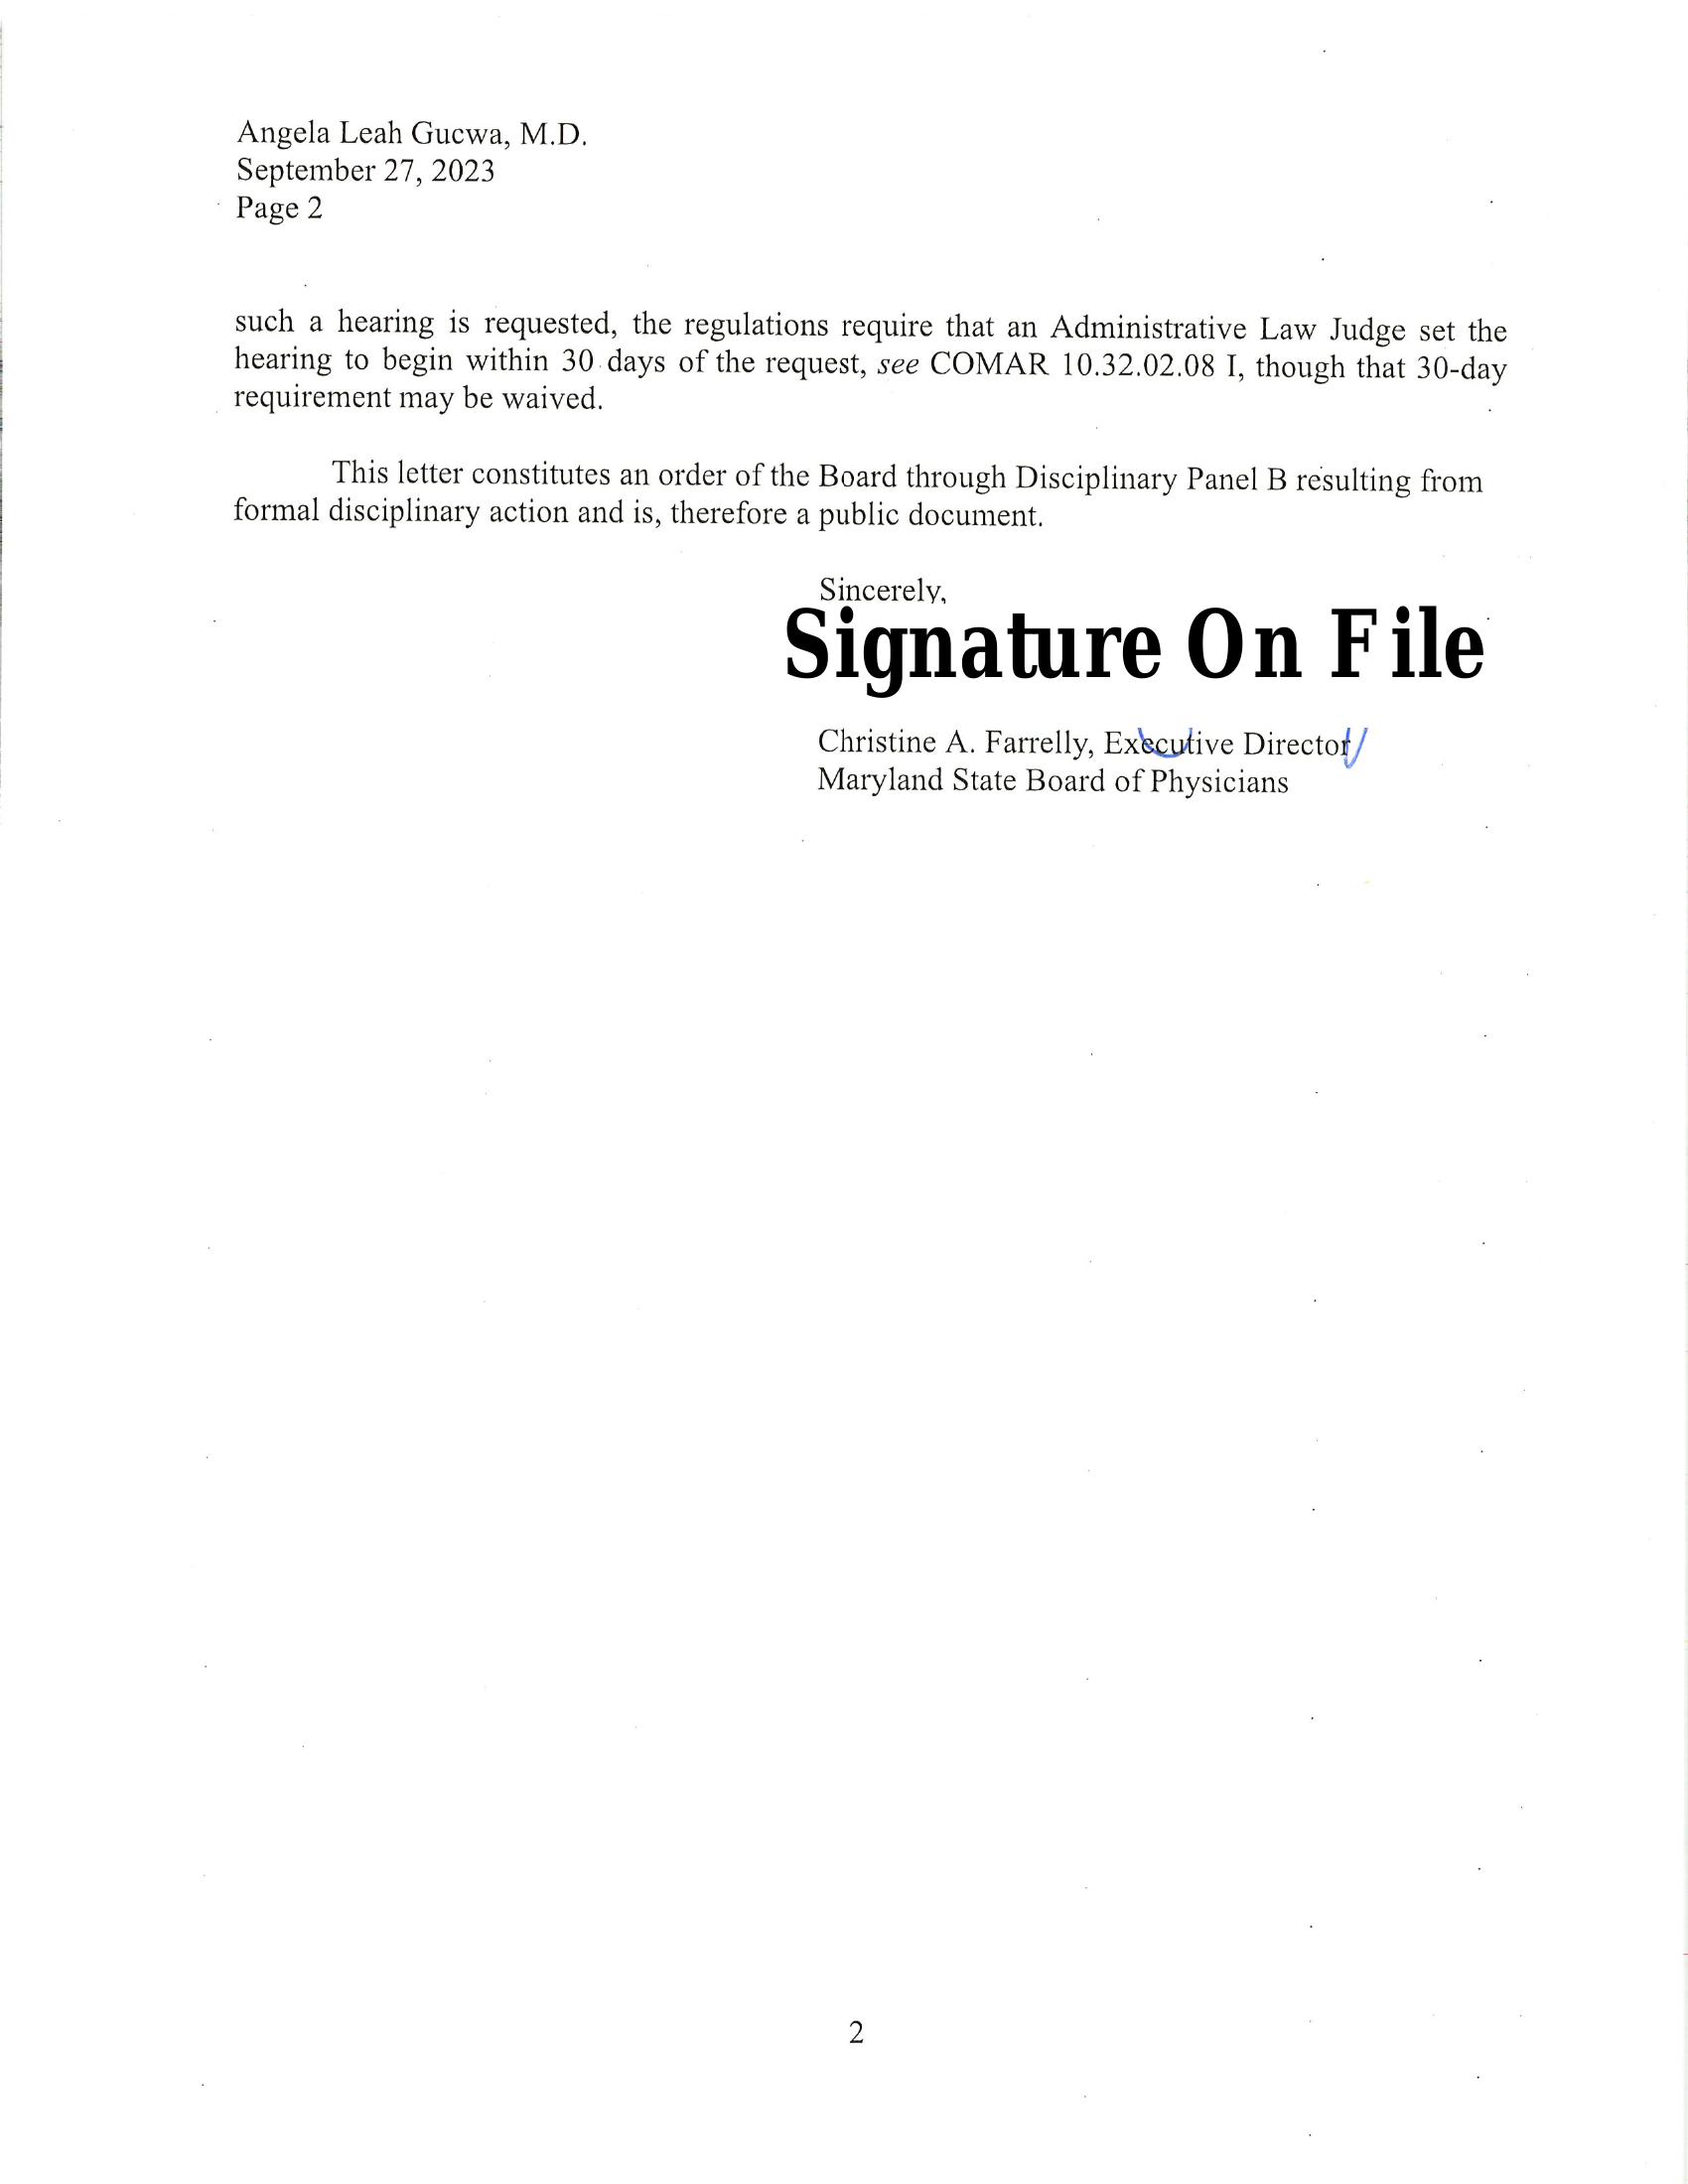 Angela Leah Gucwa, M.D.
September 27, 2023
Page 2
such a hearing is requested, the regulations require that an Administrative Law Judge set the
hearing to begin within 30 days of the request, see COMAR 10.32.02.08 I, though that 30-day
requirement may be waived.
This letter constitutes an order of the Board through Disciplinary Panel B resulting from
formal disciplinary action and is, therefore a public document.
Sincerely,
Signature On File
Christine A. Farrelly, Executive Director
Maryland State Board of Physicians
2